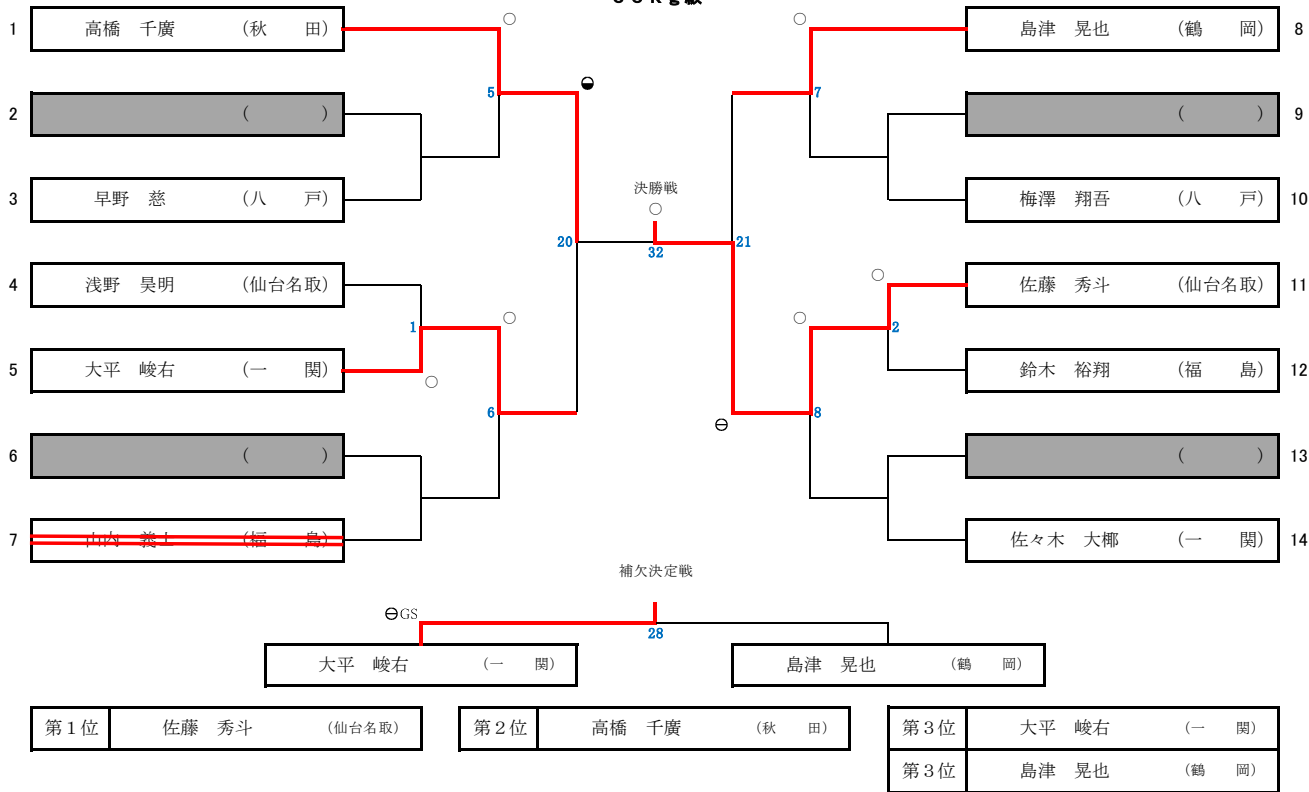 1 高橋 千廣 (秋 田) ○
2 ( )
3 早野 慈 (八 戸)
4 浅野 昊明 (仙台名取)
5 大平 峻右 (一 関) ○
6 ( )
7 山内 義士 (福 島)
5
◒
1
○
6
20
決勝戦
○
32
○ 島津 晃也 (鶴 岡) 8
7
( ) 9
梅澤 翔吾 (八 戸) 10
21
○ 佐藤 秀斗 (仙台名取) 11
○
2
鈴木 裕翔 (福 島) 12
⊖
8
( ) 13
佐々木 大椰 (一 関) 14
補欠決定戦
⊖GS
28
大平 峻右 (一 関)
島津 晃也 (鶴 岡)
第1位 佐藤 秀斗 (仙台名取)
第2位 高橋 千廣 (秋 田)
第3位 大平 峻右 (一 関)
第3位 島津 晃也 (鶴 岡)